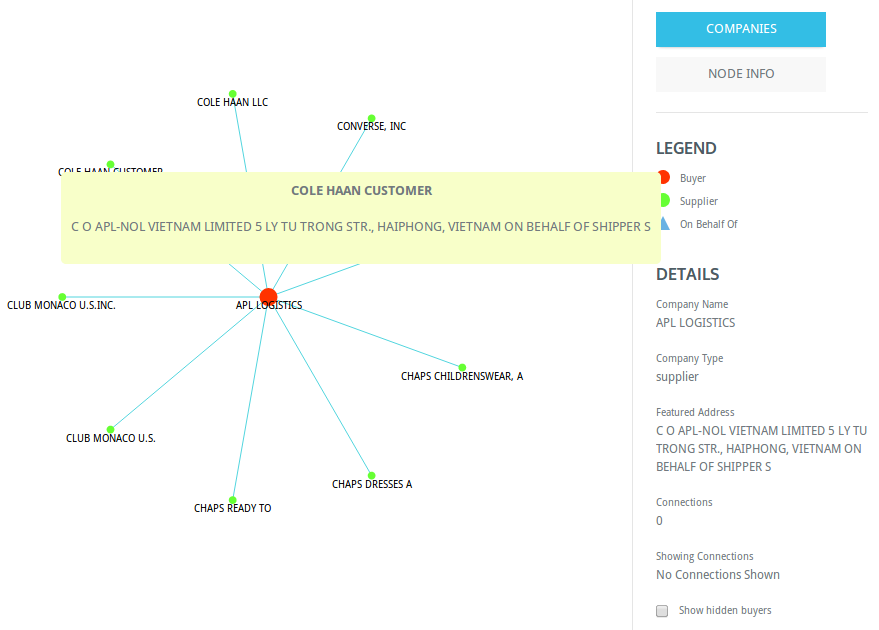 COMPANIES
NODE INFO
COLE HAAN LLC
CONVERSE, INC
COLE HAAN CUSTOMER
COLE HAAN CUSTOMER
C O APL-NOL VIETNAM LIMITED 5 LY TU TRONG STR., HAIPHONG, VIETNAM ON BEHALF OF SHIPPER S
CLUB MONACO U.S.INC.
APL LOGISTICS
CHAPS CHILDRENSWEAR, A
CLUB MONACO U.S.
CHAPS DRESSES A
CHAPS READY TO
LEGEND
Buyer
Supplier
On Behalf Of
DETAILS
Company Name
APL LOGISTICS
Company Type
supplier
Featured Address
C O APL-NOL VIETNAM LIMITED 5 LY TU
TRONG STR., HAIPHONG, VIETNAM ON
BEHALF OF SHIPPER S
Connections
0
Showing Connections
No Connections Shown
Show hidden buyers